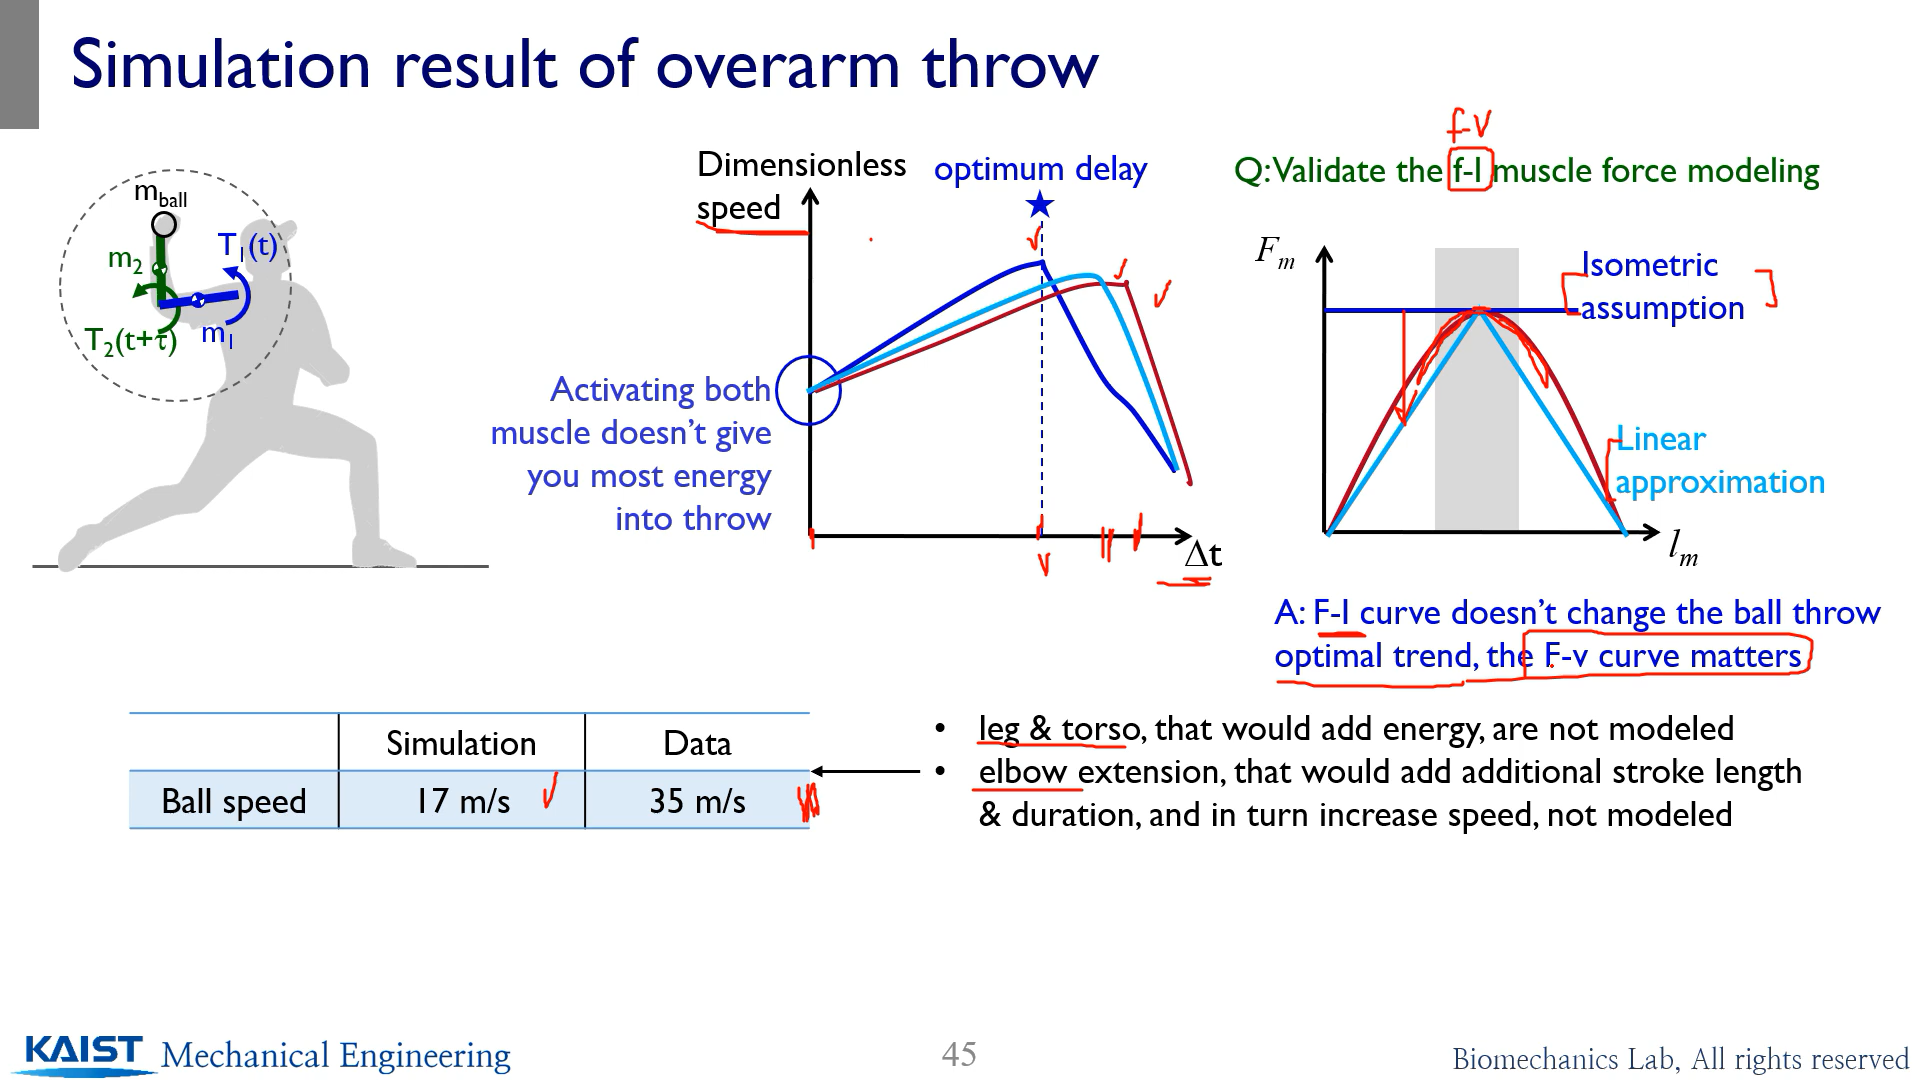 Simulation result of overarm throw
m_ball
m_2
T_1(t)
T_2(t+τ)
m_1
Dimensionless
speed
optimum delay
Activating both
muscle doesn't give
you most energy
into throw
Δt
f-v
Q: Validate the f-l muscle force modeling
F_m
Isometric
assumption
Linear
approximation
l_m
A: F-l curve doesn't change the ball throw
optimal trend, the F-v curve matters
Simulation Data
Ball speed 17 m/s 35 m/s
• leg & torso, that would add energy, are not modeled
• elbow extension, that would add additional stroke length
& duration, and in turn increase speed, not modeled
KAIST Mechanical Engineering
45
Biomechanics Lab, All rights reserved